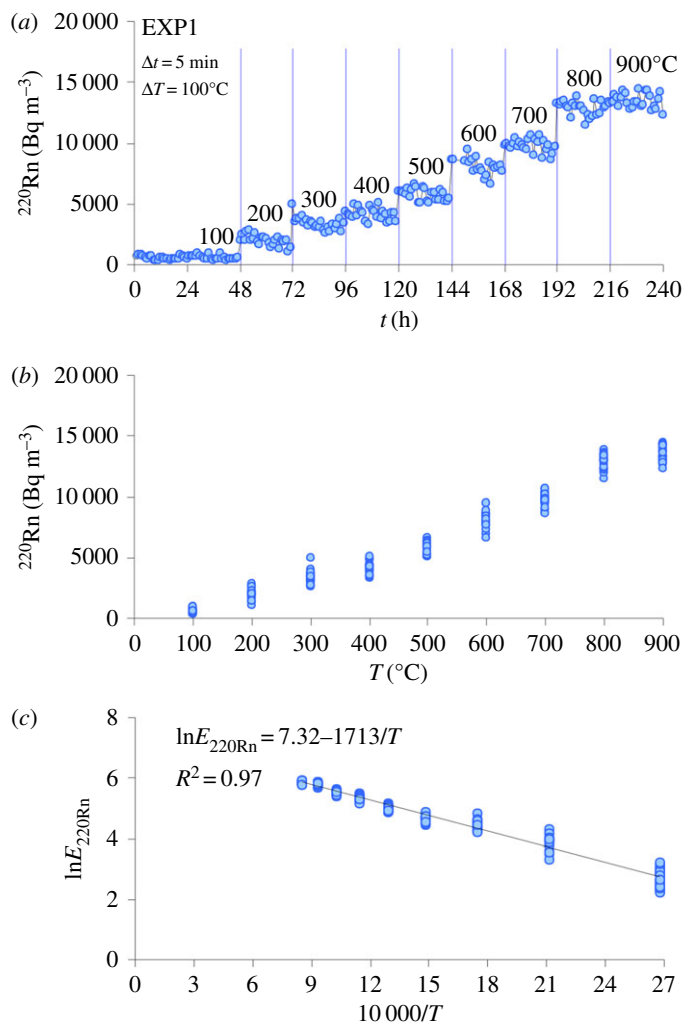 (a)
EXP1
Δt = 5 min
ΔT = 100°C
²²⁰Rn (Bq m⁻³)
20 000
15 000
10 000
5000
0
100
200
300
400
500
600
700
800
900°C
0 24 48 72 96 120 144 168 192 216 240
t (h)
(b)
²²⁰Rn (Bq m⁻³)
20 000
15 000
10 000
5000
0
0 100 200 300 400 500 600 700 800 900
T (°C)
(c)
lnE₂₂₀Rn = 7.32–1713/T
R² = 0.97
lnE₂₂₀Rn
8
6
4
2
0
0 3 6 9 12 15 18 21 24 27
10 000/T